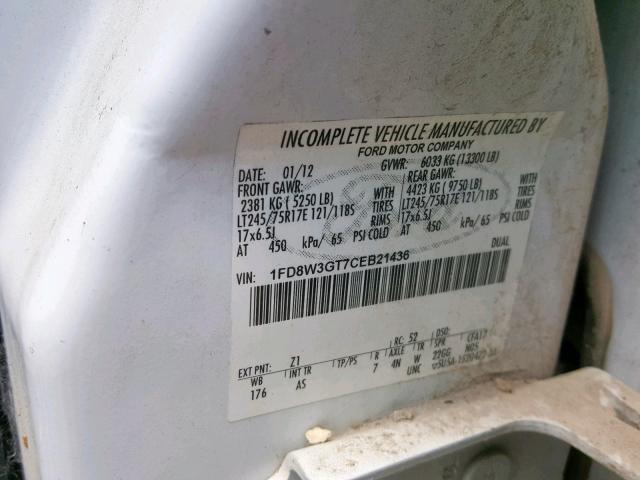 INCOMPLETE VEHICLE MANUFACTURED BY
FORD MOTOR COMPANY
DATE: 01/12 GVWR: 6033 KG (13300 LB)
FRONT GAWR: REAR GAWR:
2381 KG ( 5250 LB) WITH 4423 KG ( 9750 LB) WITH
LT245/75R17E 121/118S TIRES LT245/75R17E 121/118S TIRES
17x6.5J RIMS 17x6.5J RIMS
AT 450 kPa/ 65 PSI COLD AT 450 kPa/ 65 PSI COLD
VIN: 1FD8W3GT7CEB21436 DUAL
EXT PNT: Z1 RC: 52 DSO:
WB INT TR TP/PS R AXLE TR SPR
176 AS 7 4N W 22GG
UNC